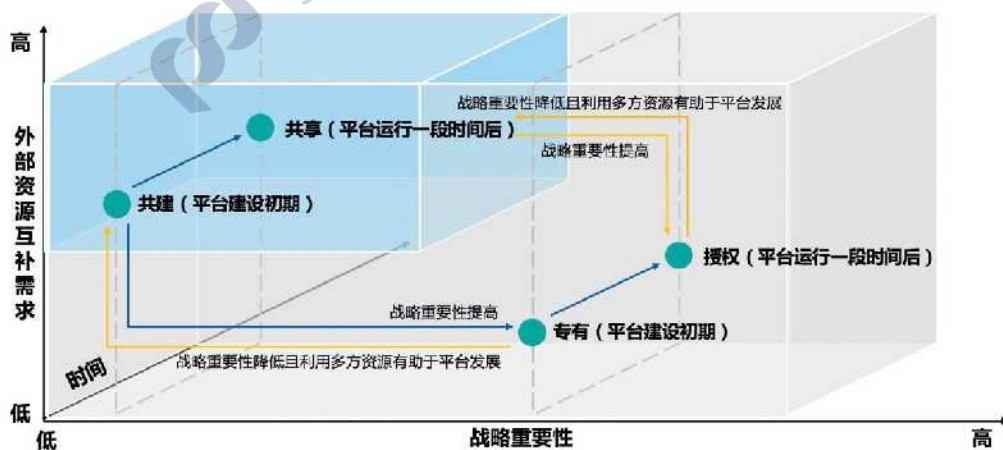 高
外部资源互补需求
低
战略重要性降低且利用多方资源有助于平台发展
共享（平台运行一段时间后）
战略重要性提高
共建（平台建设初期）
授权（平台运行一段时间后）
战略重要性提高
专有（平台建设初期）
战略重要性降低且利用多方资源有助于平台发展
时间
低
战略重要性
高